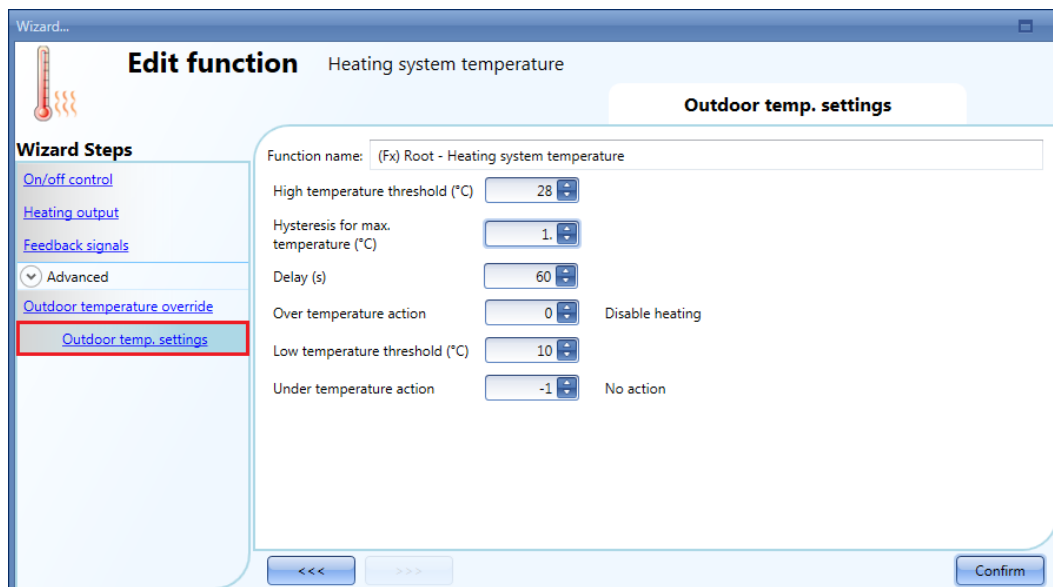 Wizard...
Edit function Heating system temperature
Outdoor temp. settings
Wizard Steps
On/off control
Heating output
Feedback signals
Advanced
Outdoor temperature override
Outdoor temp. settings
Function name: (Fx) Root - Heating system temperature
High temperature threshold (°C) 28
Hysteresis for max.
temperature (°C) 1.
Delay (s) 60
Over temperature action 0 Disable heating
Low temperature threshold (°C) 10
Under temperature action -1 No action
<<< >>> Confirm